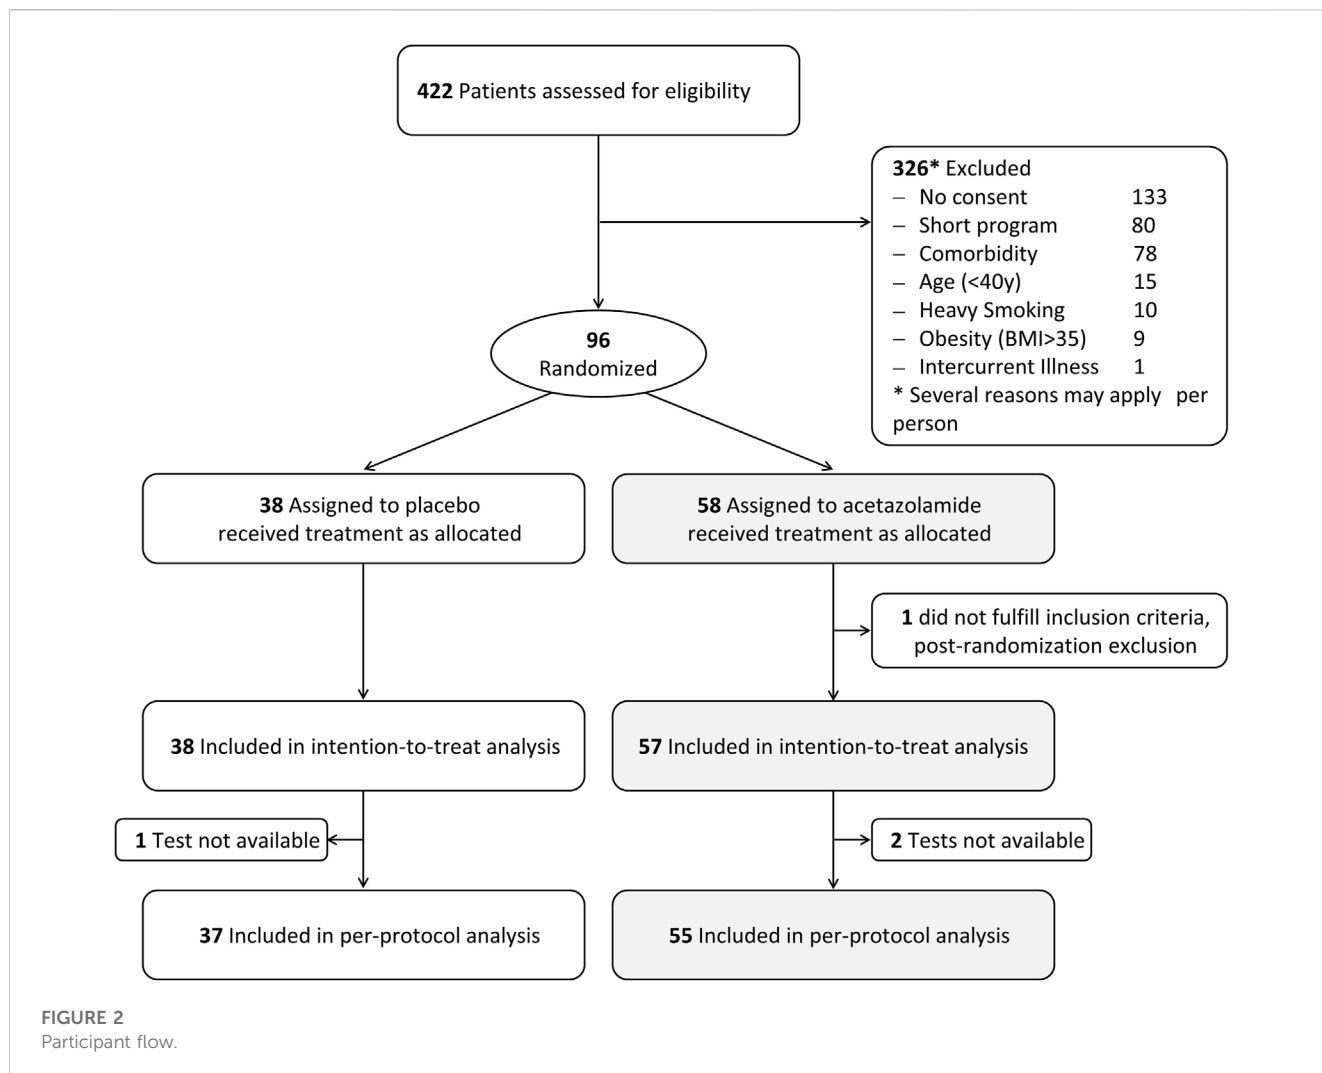 422 Patients assessed for eligibility
326* Excluded
– No consent 133
– Short program 80
– Comorbidity 78
– Age (<40y) 15
– Heavy Smoking 10
– Obesity (BMI>35) 9
– Intercurrent Illness 1
* Several reasons may apply per
person
96
Randomized
38 Assigned to placebo
received treatment as allocated
58 Assigned to acetazolamide
received treatment as allocated
1 did not fulfill inclusion criteria,
post-randomization exclusion
38 Included in intention-to-treat analysis
57 Included in intention-to-treat analysis
1 Test not available
2 Tests not available
37 Included in per-protocol analysis
55 Included in per-protocol analysis
FIGURE 2
Participant flow.